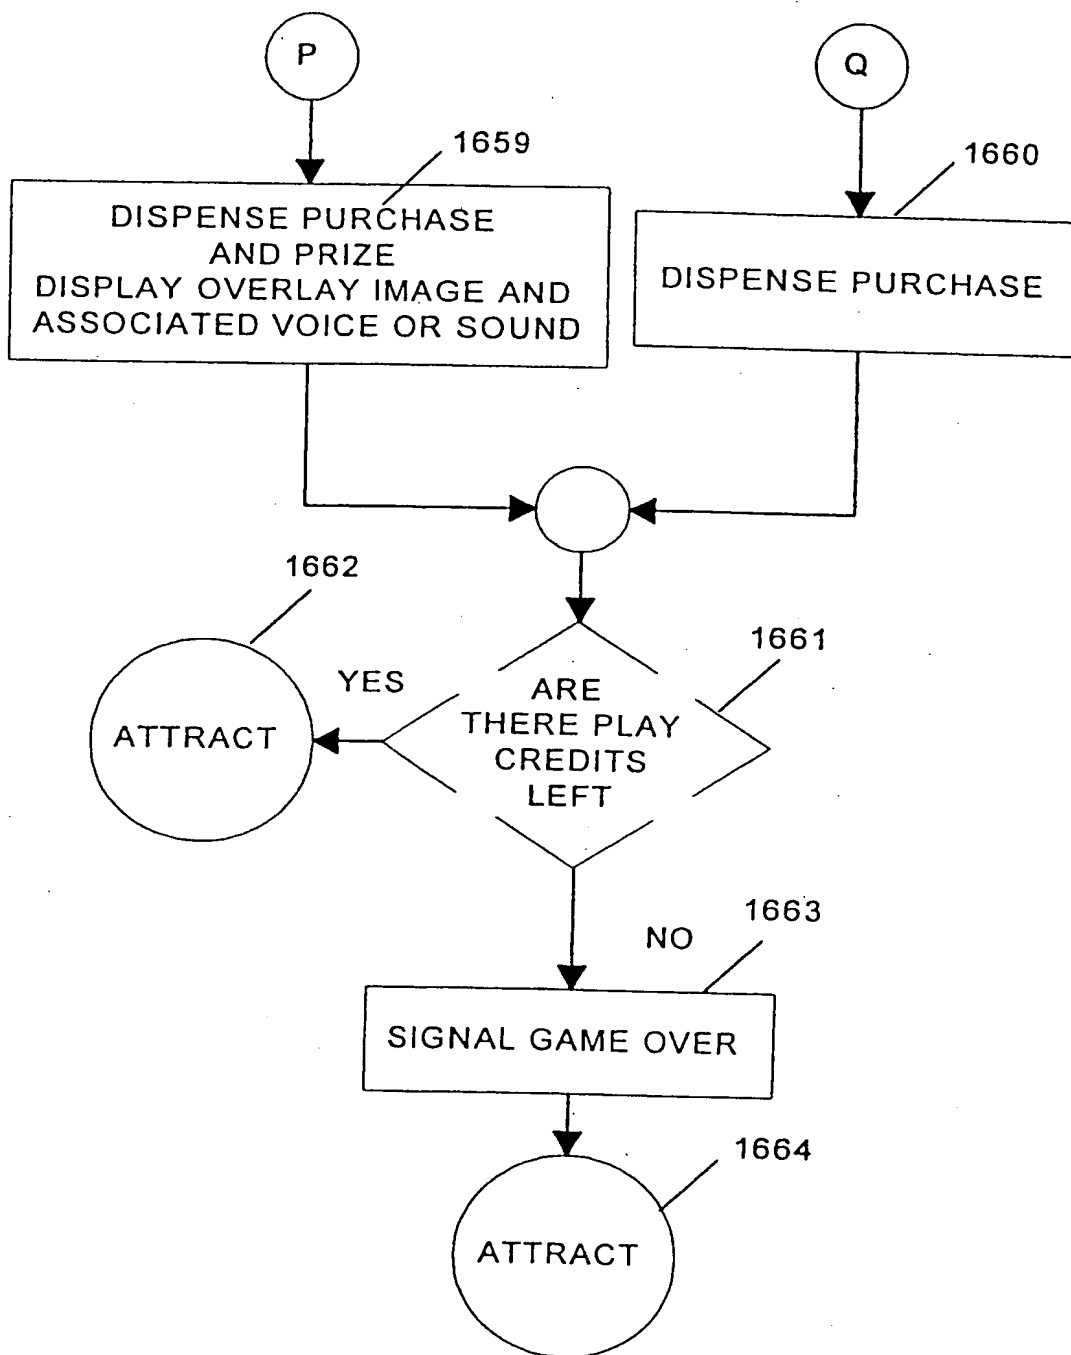 P
Q
1659
1660
DISPENSE PURCHASE
AND PRIZE
DISPLAY OVERLAY IMAGE AND
ASSOCIATED VOICE OR SOUND
DISPENSE PURCHASE
1662
1661
YES
ARE
THERE PLAY
CREDITS
LEFT
ATTRACT
1663
NO
SIGNAL GAME OVER
1664
ATTRACT